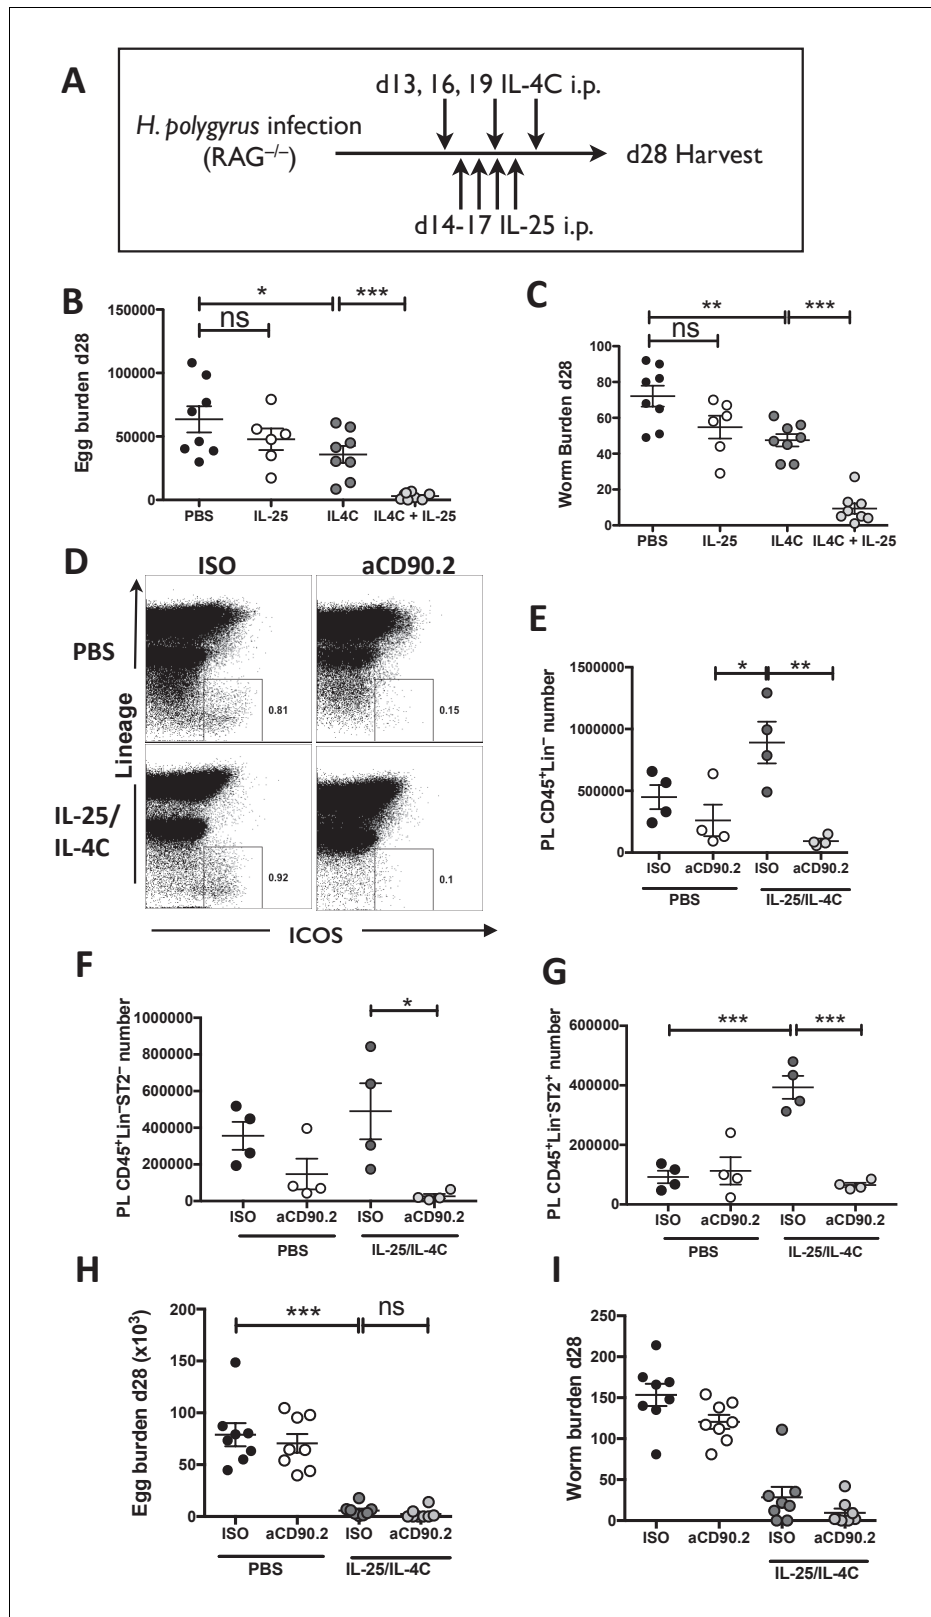 A
d13, 16, 19 IL-4C i.p.
H. polygyrus infection
(RAG–/–)
d28 Harvest
d14-17 IL-25 i.p.
B
*
***
ns
Egg burden d28
150000
100000
50000
0
PBS
IL-25
IL4C
IL4C + IL-25
C
**
***
ns
Worm Burden d28
100
80
60
40
20
0
PBS
IL-25
IL4C
IL4C + IL-25
D
ISO
aCD90.2
PBS
Lineage
IL-25/
IL-4C
0.81
0.15
0.92
0.1
ICOS
E
*
**
PL CD45+Lin– number
1500000
1000000
500000
0
ISO
aCD90.2
ISO
aCD90.2
PBS
IL-25/IL-4C
F
*
PL CD45+Lin–ST2– number
1000000
800000
600000
400000
200000
0
ISO
aCD90.2
ISO
aCD90.2
PBS
IL-25/IL-4C
G
***
***
PL CD45+Lin-ST2+ number
600000
400000
200000
0
ISO
aCD90.2
ISO
aCD90.2
PBS
IL-25/IL-4C
H
***
ns
Egg burden d28 (x10³)
200
150
100
50
0
ISO
aCD90.2
ISO
aCD90.2
PBS
IL-25/IL-4C
I
Worm burden d28
250
200
150
100
50
0
ISO
aCD90.2
ISO
aCD90.2
IL-25/IL-4C